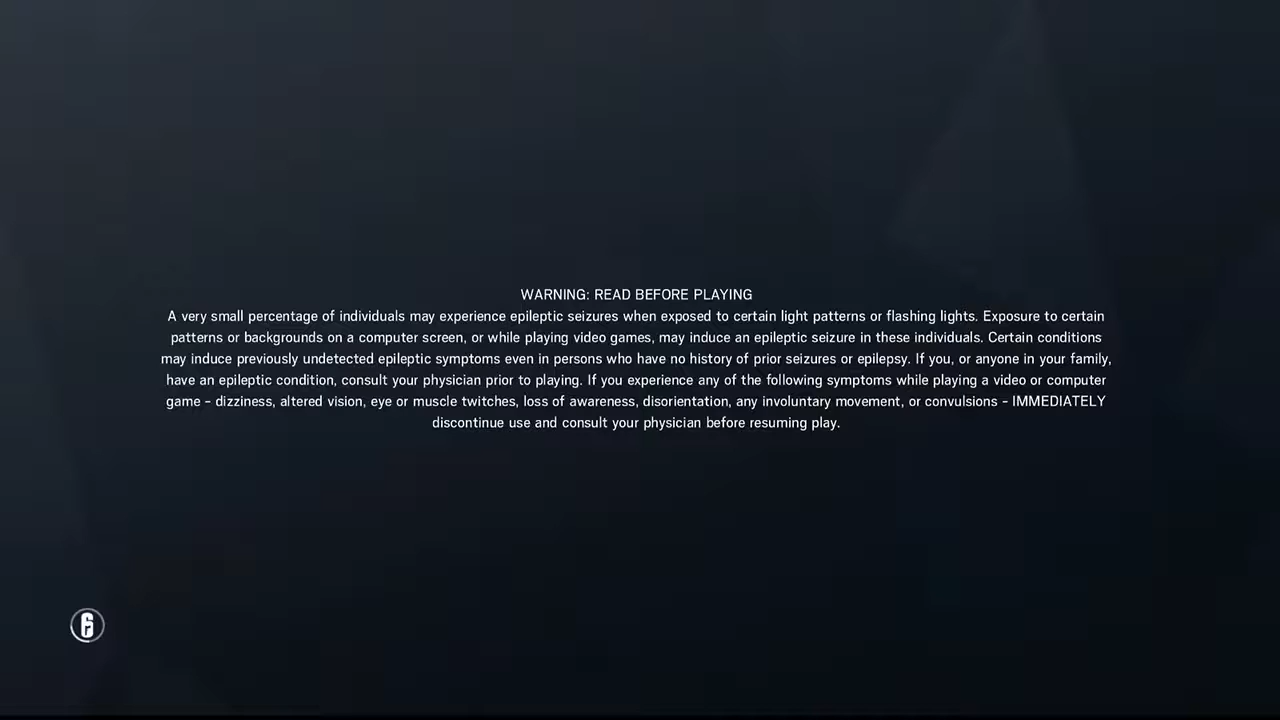 WARNING: READ BEFORE PLAYING
A very small percentage of individuals may experience epileptic seizures when exposed to certain light patterns or flashing lights. Exposure to certain
patterns or backgrounds on a computer screen, or while playing video games, may induce an epileptic seizure in these individuals. Certain conditions
may induce previously undetected epileptic symptoms even in persons who have no history of prior seizures or epilepsy. If you, or anyone in your family,
have an epileptic condition, consult your physician prior to playing. If you experience any of the following symptoms while playing a video or computer
game - dizziness, altered vision, eye or muscle twitches, loss of awareness, disorientation, any involuntary movement, or convulsions - IMMEDIATELY
discontinue use and consult your physician before resuming play.
6